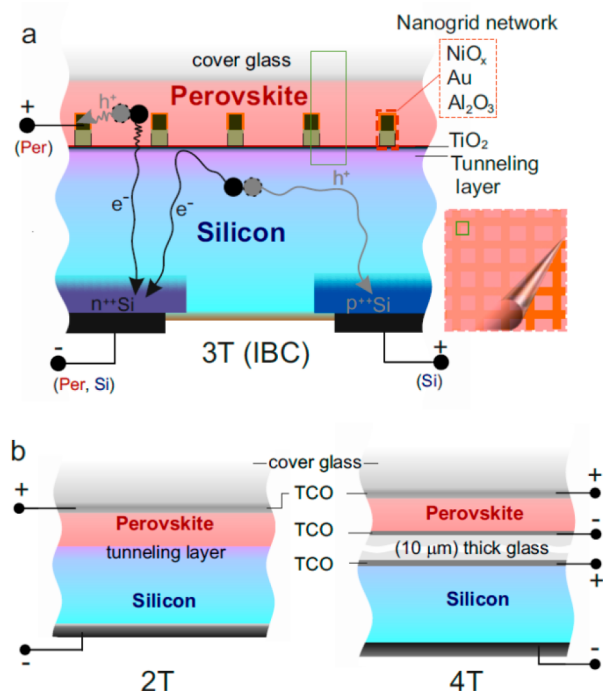 a
Nanogrid network
cover glass
NiOₓ
Au
Al₂O₃
Perovskite
h⁺
+
(Per)
TiO₂
Tunneling
layer
h⁺
e⁻
e⁻
Silicon
n⁺⁺Si
p⁺⁺Si
-
(Per, Si)
3T (IBC)
+
(Si)
b
cover glass
+
TCO
+
Perovskite
Perovskite
-
TCO
tunneling layer
(10 μm) thick glass
TCO
+
Silicon
Silicon
-
-
2T
4T